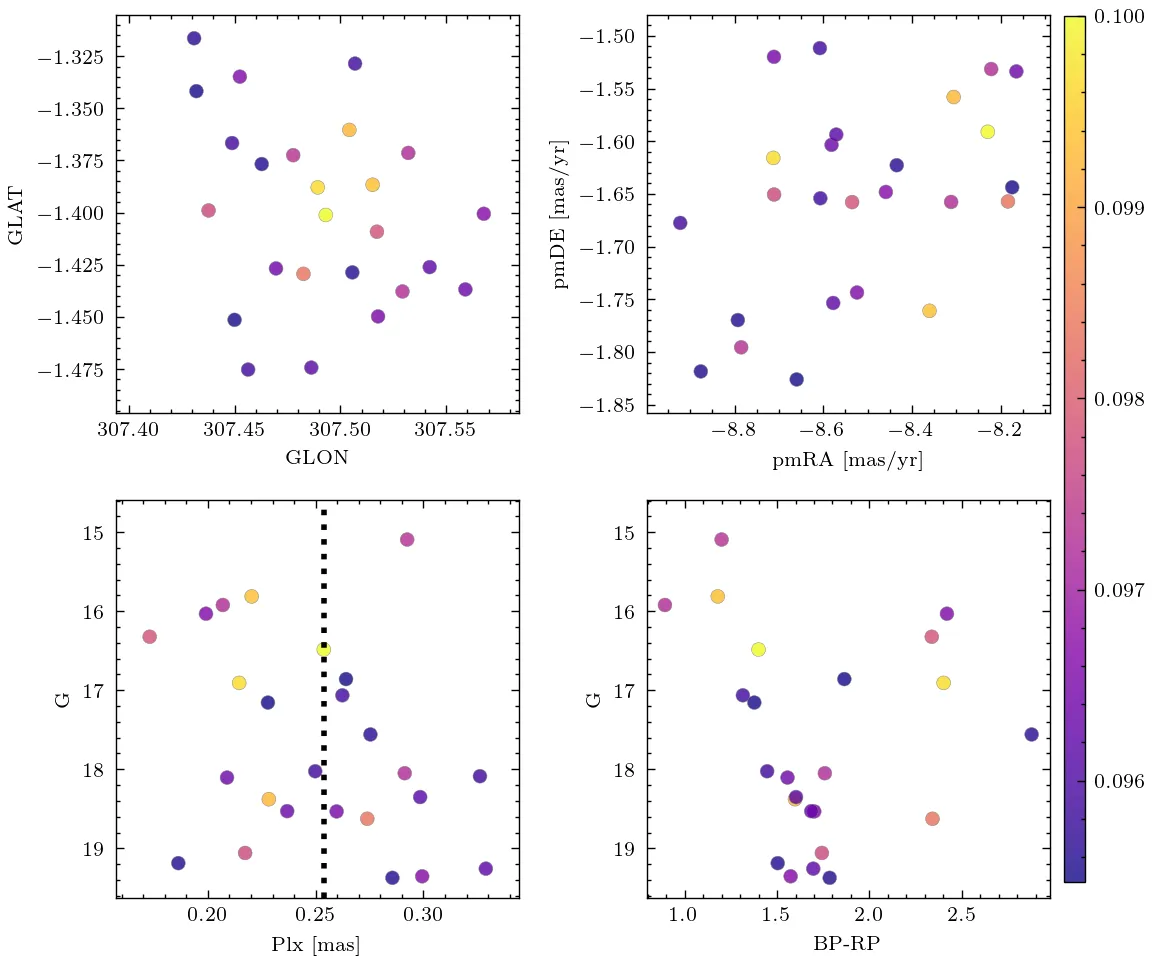 −1.325
−1.350
−1.375
−1.400
−1.425
−1.450
−1.475
GLAT
307.40 307.45 307.50 307.55
GLON
−1.50
−1.55
−1.60
−1.65
−1.70
−1.75
−1.80
−1.85
pmDE [mas/yr]
−8.8 −8.6 −8.4 −8.2
pmRA [mas/yr]
0.100
0.099
0.098
0.097
0.096
15
16
17
18
19
G
0.20 0.25 0.30
Plx [mas]
15
16
17
18
19
G
1.0 1.5 2.0 2.5
BP-RP